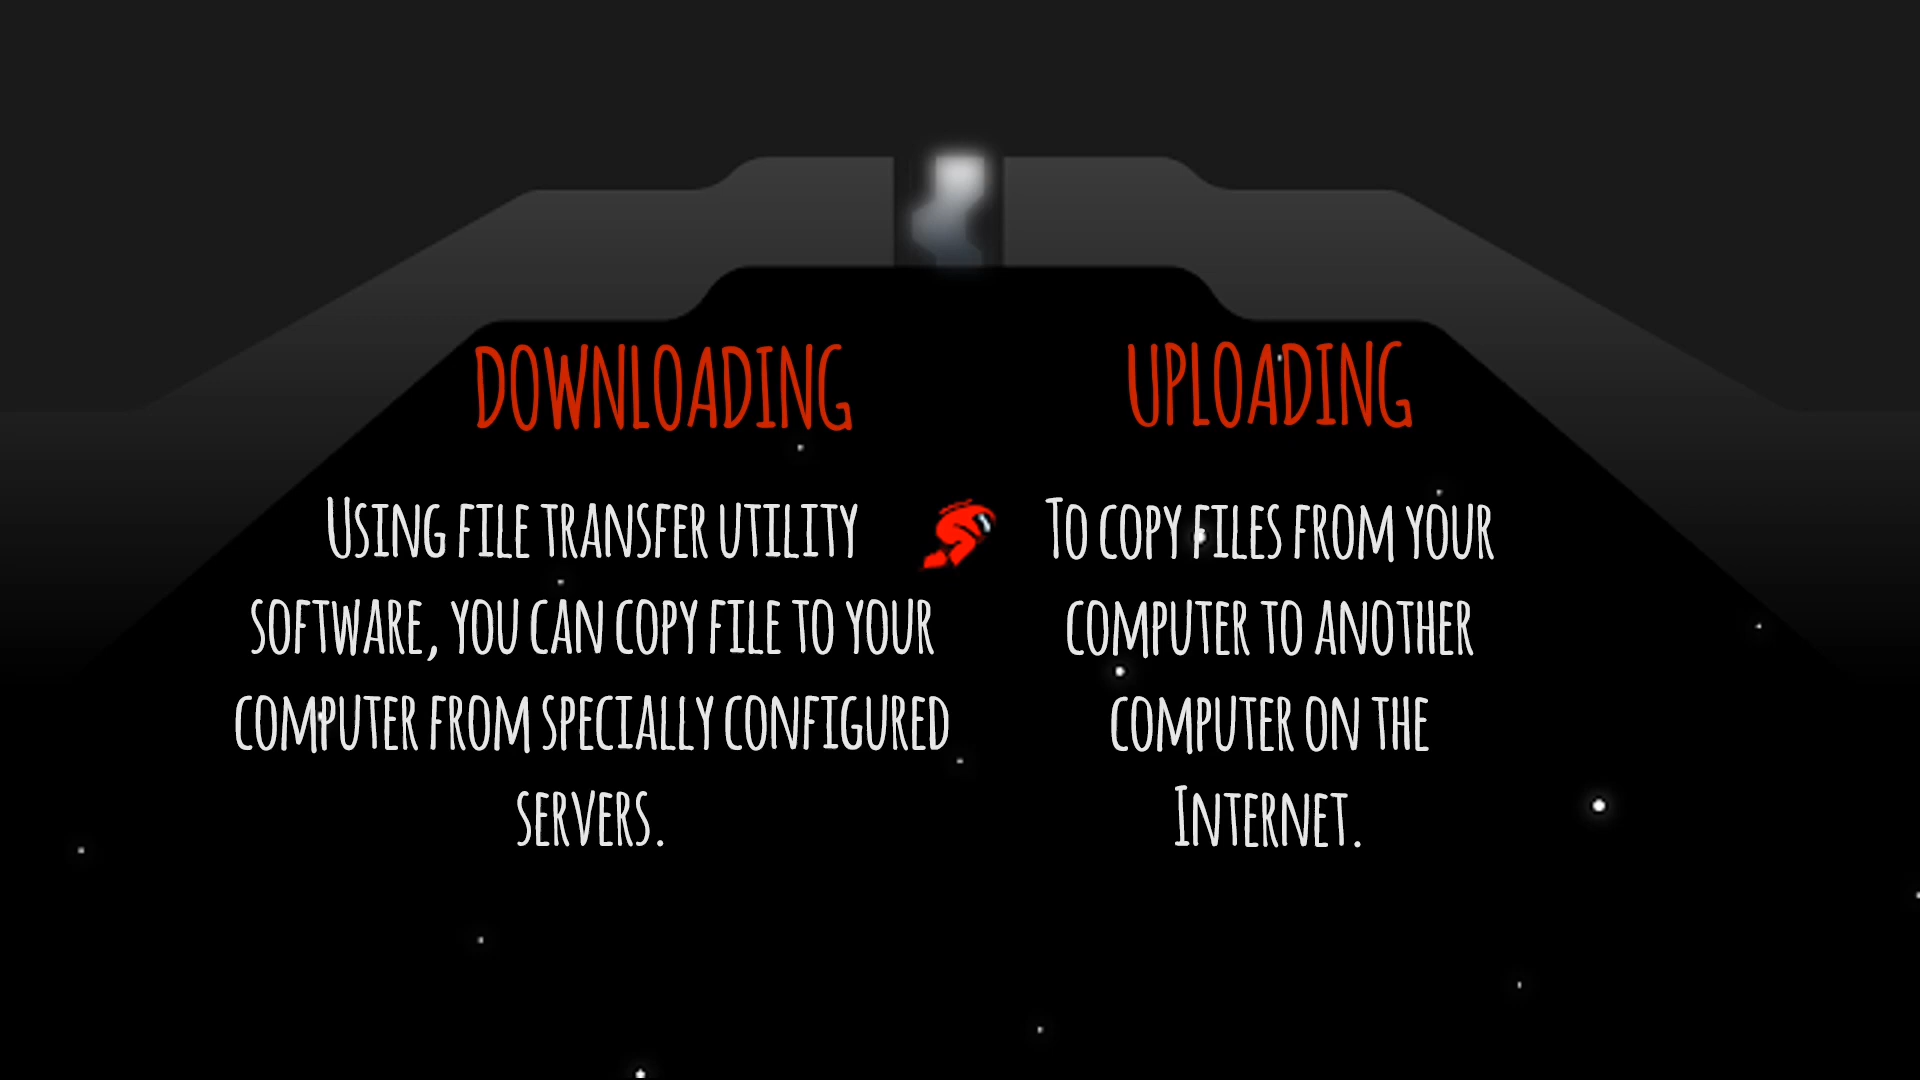 DOWNLOADING
Using file transfer utility
software, you can copy file to your
computer from specially configured
servers.
UPLOADING
To copy files from your
computer to another
computer on the
Internet.